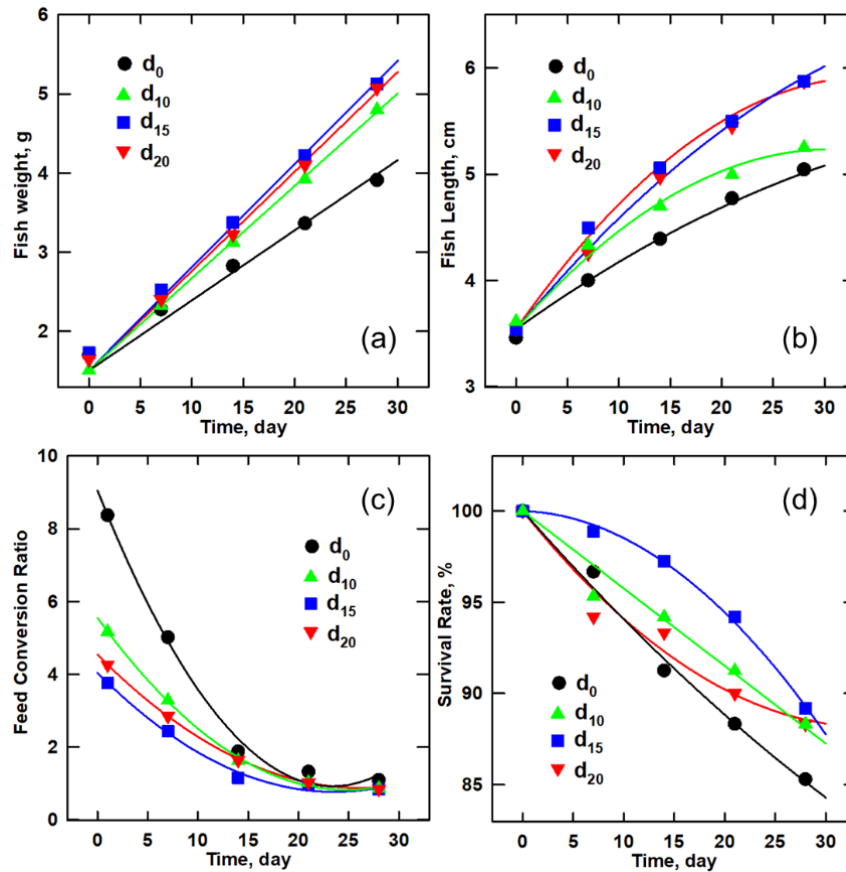 6
5
4
3
2
Fish weight, g
d0
d10
d15
d20
(a)
0 5 10 15 20 25 30
Time, day
6
5
4
3
Fish Length, cm
d0
d10
d15
d20
(b)
0 5 10 15 20 25 30
Time, day
10
8
6
4
2
0
Feed Conversion Ratio
(c)
d0
d10
d15
d20
0 5 10 15 20 25 30
Time, day
100
95
90
85
Survival Rate, %
(d)
d0
d10
d15
d20
0 5 10 15 20 25 30
Time, day